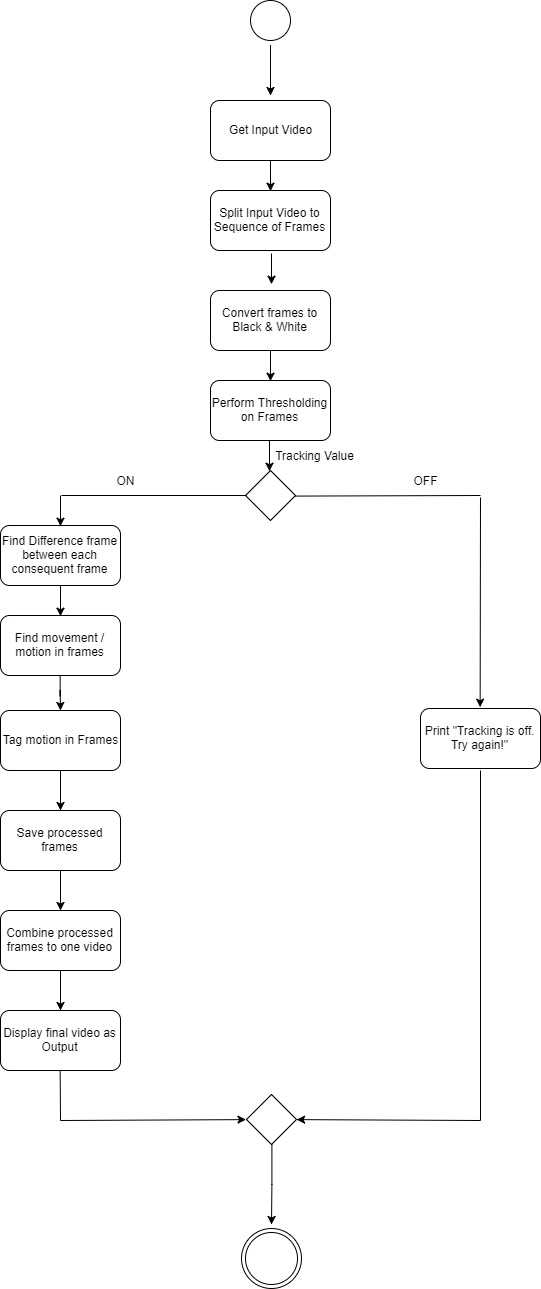 Get Input Video
Split Input Video to
Sequence of Frames
Convert frames to
Black & White
Perform Thresholding
on Frames
Tracking Value
ON
OFF
Find Difference frame
between each
consequent frame
Find movement /
motion in frames
Tag motion in Frames
Print "Tracking is off.
Try again!"
Save processed
frames
Combine processed
frames to one video
Display final video as
Output